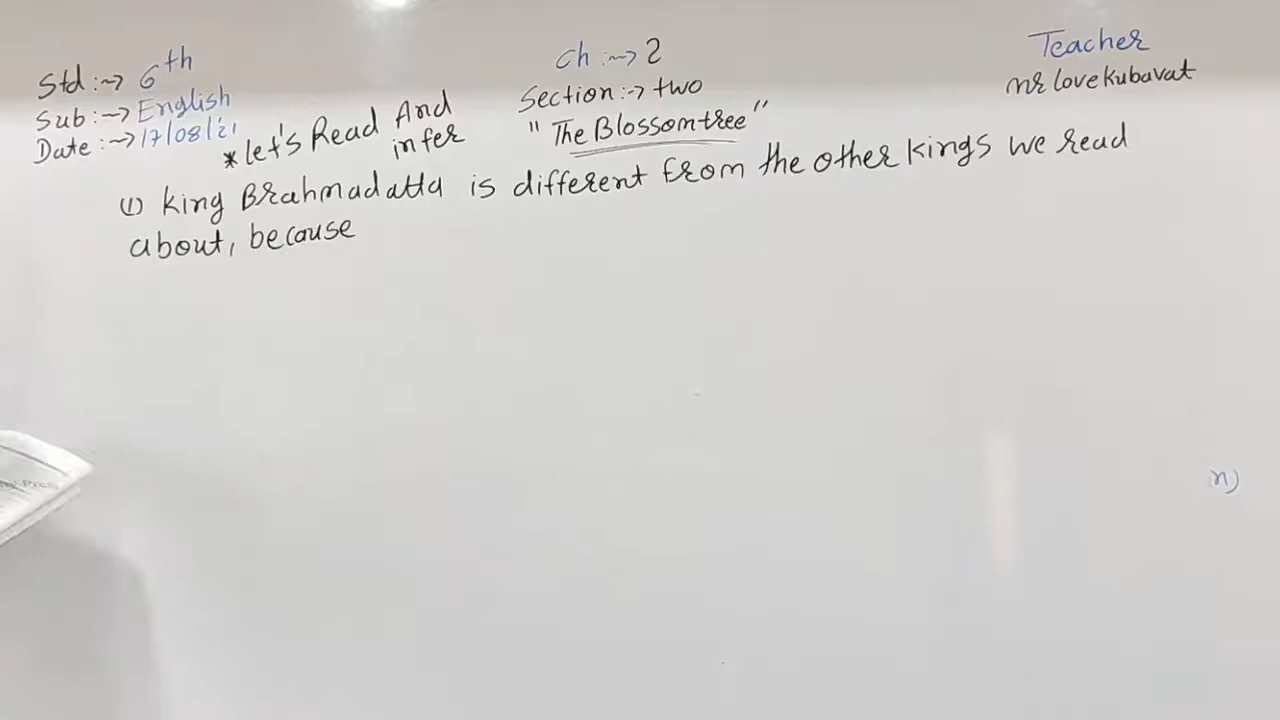 Std :~> 6th
Sub :~> English
Date :~> 17/08/21
Ch :~> 2
Section :~> two
" The Blossom tree "
Teacher
mr love kubavat
* let's Read And
infer
(1) king Brahmadatta is different from the other kings we read
about, because
n)